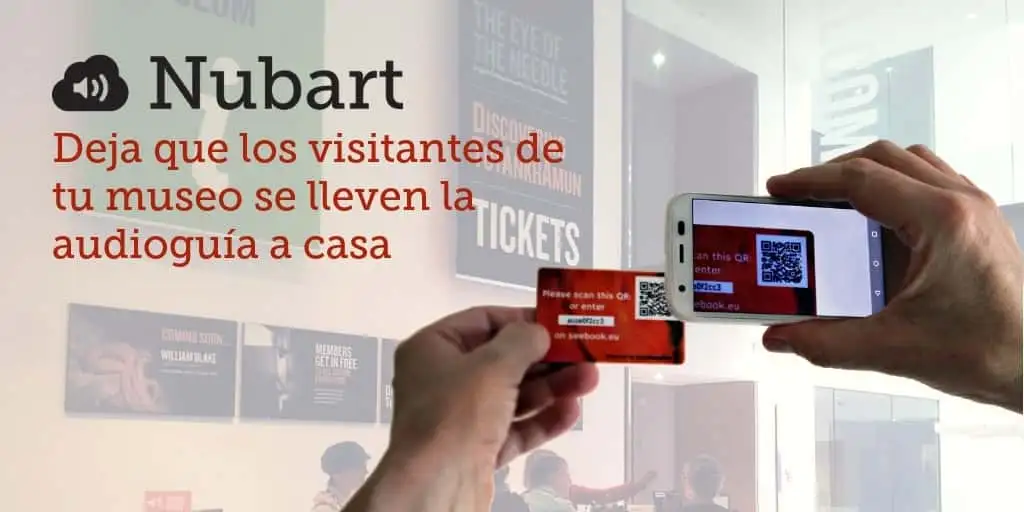 Nubart
Deja que los visitantes de
tu museo se lleven la
audioguía a casa
THE EYE OF
THE NEEDLE
DISCOVERING
TUTANKHAMUN
TICKETS
COMING SOON
WILLIAM BLAKE
MEMBERS
GET IN FREE
Please scan this QR
or enter
on seebook.eu
scan this QR
enter
seebook.eu